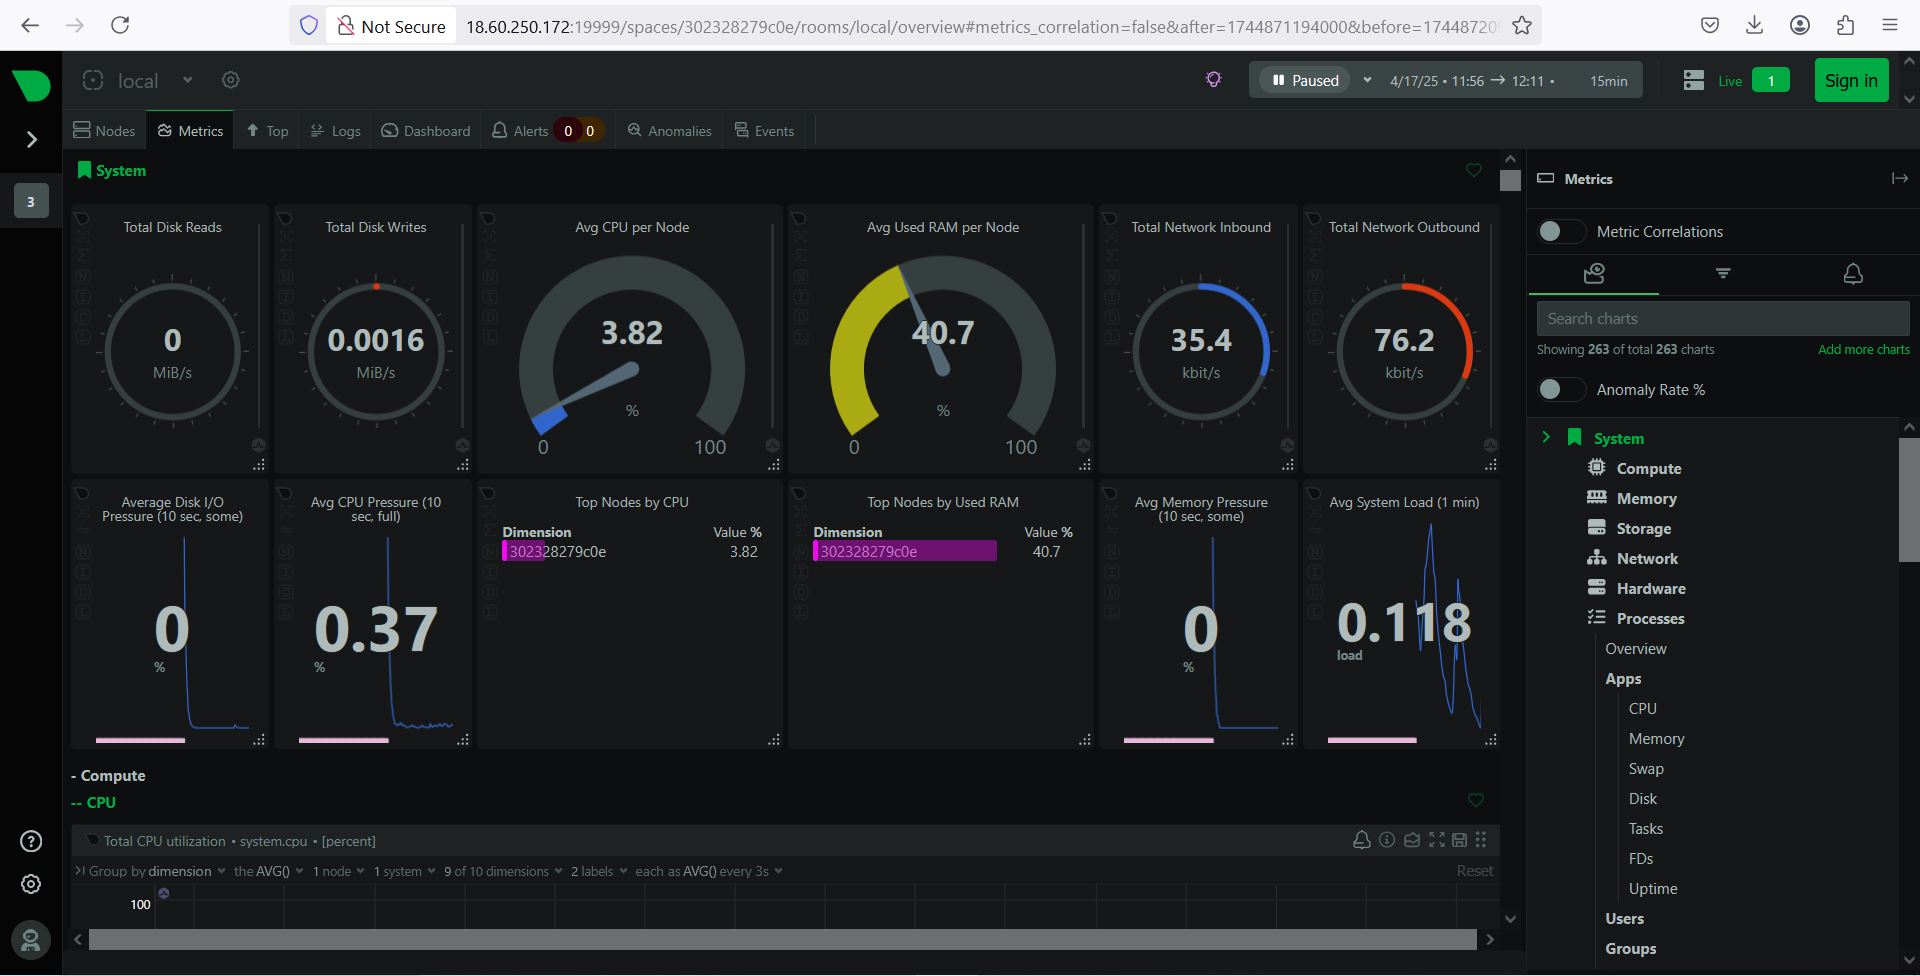 Not Secure
18.60.250.172:19999/spaces/302328279c0e/rooms/local/overview#metrics_correlation=false&after=1744871194000&before=174487209
local
Paused
4/17/25 • 11:56 → 12:11 •
15min
Live
1
Sign in
Nodes
Metrics
Top
Logs
Dashboard
Alerts
0
0
Anomalies
Events
3
System
Total Disk Reads
0
MiB/s
Total Disk Writes
0.0016
MiB/s
Avg CPU per Node
3.82
%
0
100
Avg Used RAM per Node
40.7
%
0
100
Total Network Inbound
35.4
kbit/s
Total Network Outbound
76.2
kbit/s
Average Disk I/O
Pressure (10 sec, some)
0
%
Avg CPU Pressure (10
sec, full)
0.37
%
Top Nodes by CPU
Dimension
Value %
302328279c0e
3.82
Top Nodes by Used RAM
Dimension
Value %
302328279c0e
40.7
Avg Memory Pressure
(10 sec, some)
0
%
Avg System Load (1 min)
0.118
load
- Compute
-- CPU
Total CPU utilization • system.cpu • [percent]
Group by dimension
the AVG()
1 node
1 system
9 of 10 dimensions
2 labels
each as AVG() every 3s
Reset
100
Metrics
Metric Correlations
Search charts
Showing 263 of total 263 charts
Add more charts
Anomaly Rate %
System
Compute
Memory
Storage
Network
Hardware
Processes
Overview
Apps
CPU
Memory
Swap
Disk
Tasks
FDs
Uptime
Users
Groups